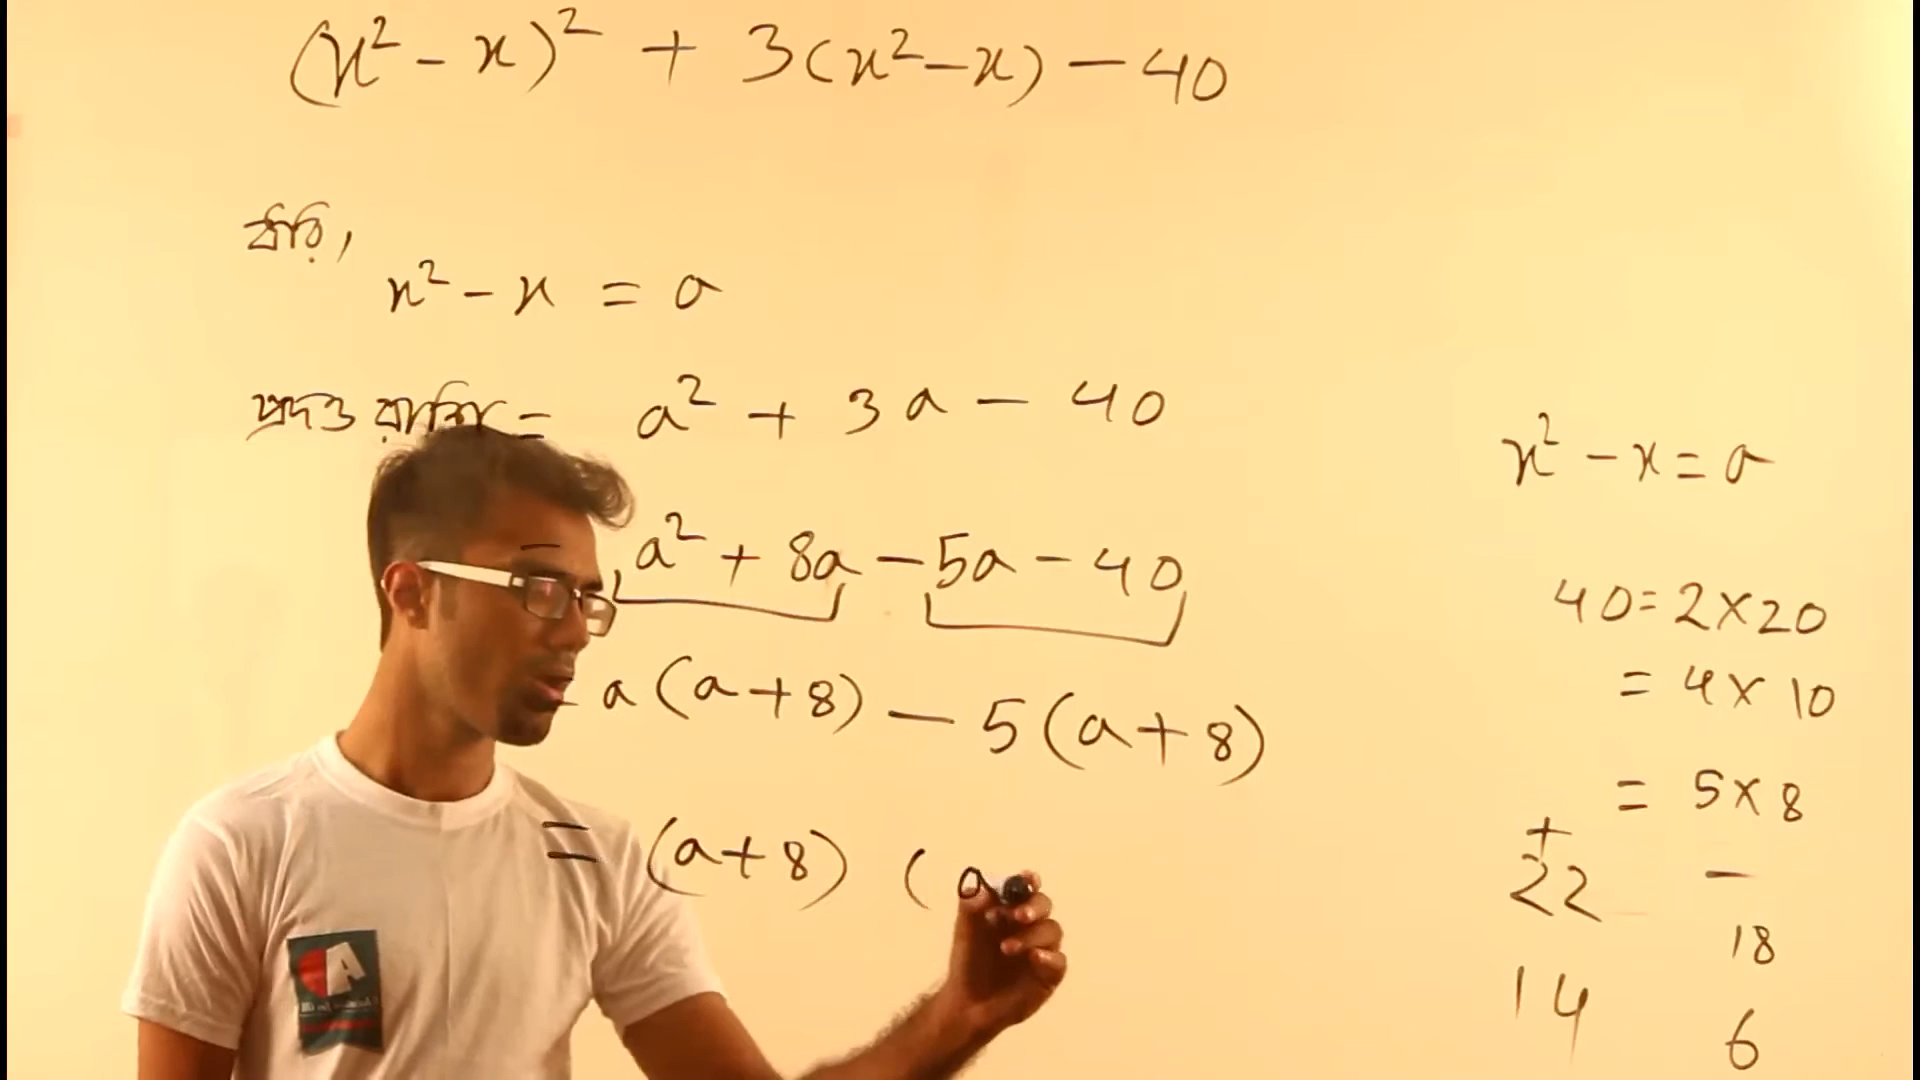 (x² - x)² + 3(x² - x) - 40
ধরি,
x² - x = a
প্রদত্ত রাশি = a² + 3a - 40
a² + 8a - 5a - 40
= a(a+8) - 5(a+8)
= (a+8) (a
x² - x = a
40 = 2 × 20
= 4 × 10
= 5 × 8
+ -
22 18
14 6